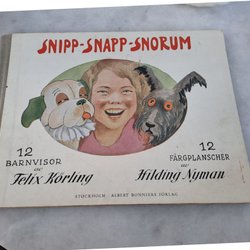 SNIPP-SNAPP-SNORUM
12
BARNVISOR
av
Felix Körling
12
FÄRGPLANSCHER
av
Hilding Nyman
STOCKHOLM · ALBERT BONNIERS FÖRLAG